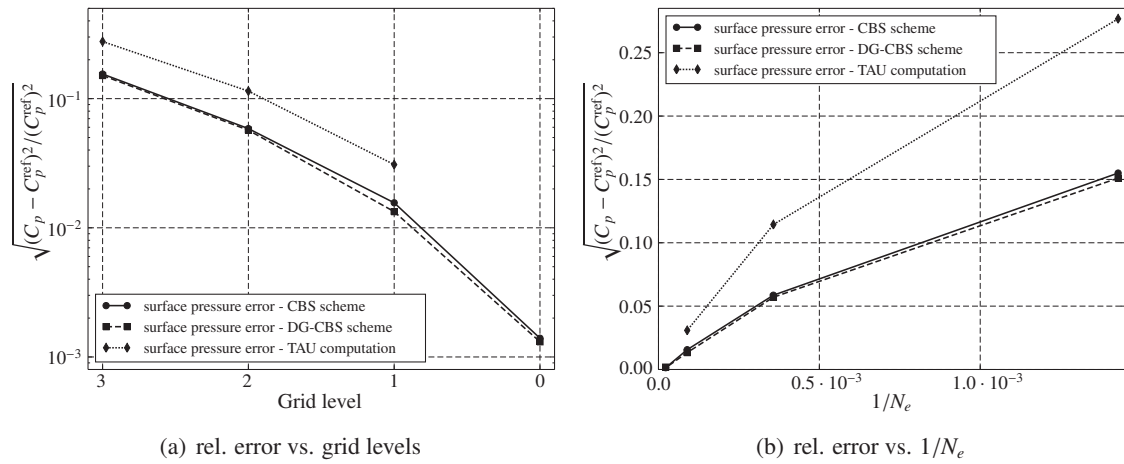 10⁻¹
10⁻²
10⁻³
√(C_p − C_p^ref)²/(C_p^ref)²
surface pressure error - CBS scheme
surface pressure error - DG-CBS scheme
surface pressure error - TAU computation
3 2 1 0
Grid level
(a) rel. error vs. grid levels
0.25
0.20
0.15
0.10
0.05
0.00
√(C_p − C_p^ref)²/(C_p^ref)²
surface pressure error - CBS scheme
surface pressure error - DG-CBS scheme
surface pressure error - TAU computation
0.0 0.5 · 10⁻³ 1.0 · 10⁻³
1/N_e
(b) rel. error vs. 1/N_e